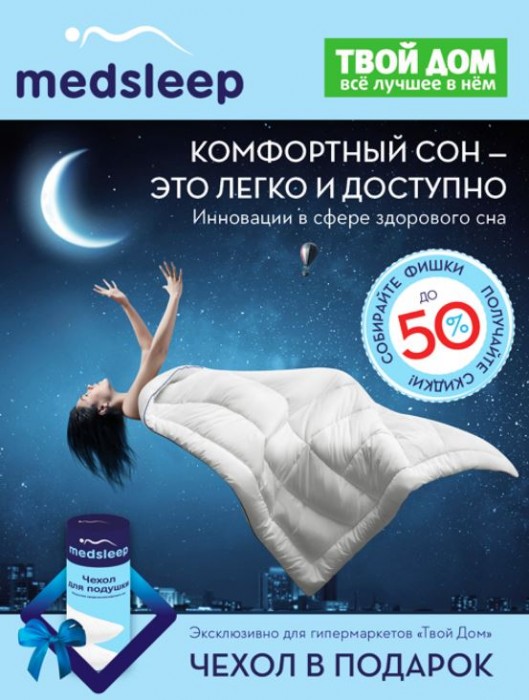 medsleep
ТВОЙ ДОМ
всё лучшее в нём
КОМФОРТНЫЙ СОН —
ЭТО ЛЕГКО И ДОСТУПНО
Инновации в сфере здорового сна
СОБИРАЙТЕ ФИШКИ
ПОЛУЧАЙТЕ СКИДКИ!
ДО
50%
medsleep
Чехол
для подушки
Эксклюзивно для гипермаркетов «Твой Дом»
ЧЕХОЛ В ПОДАРОК